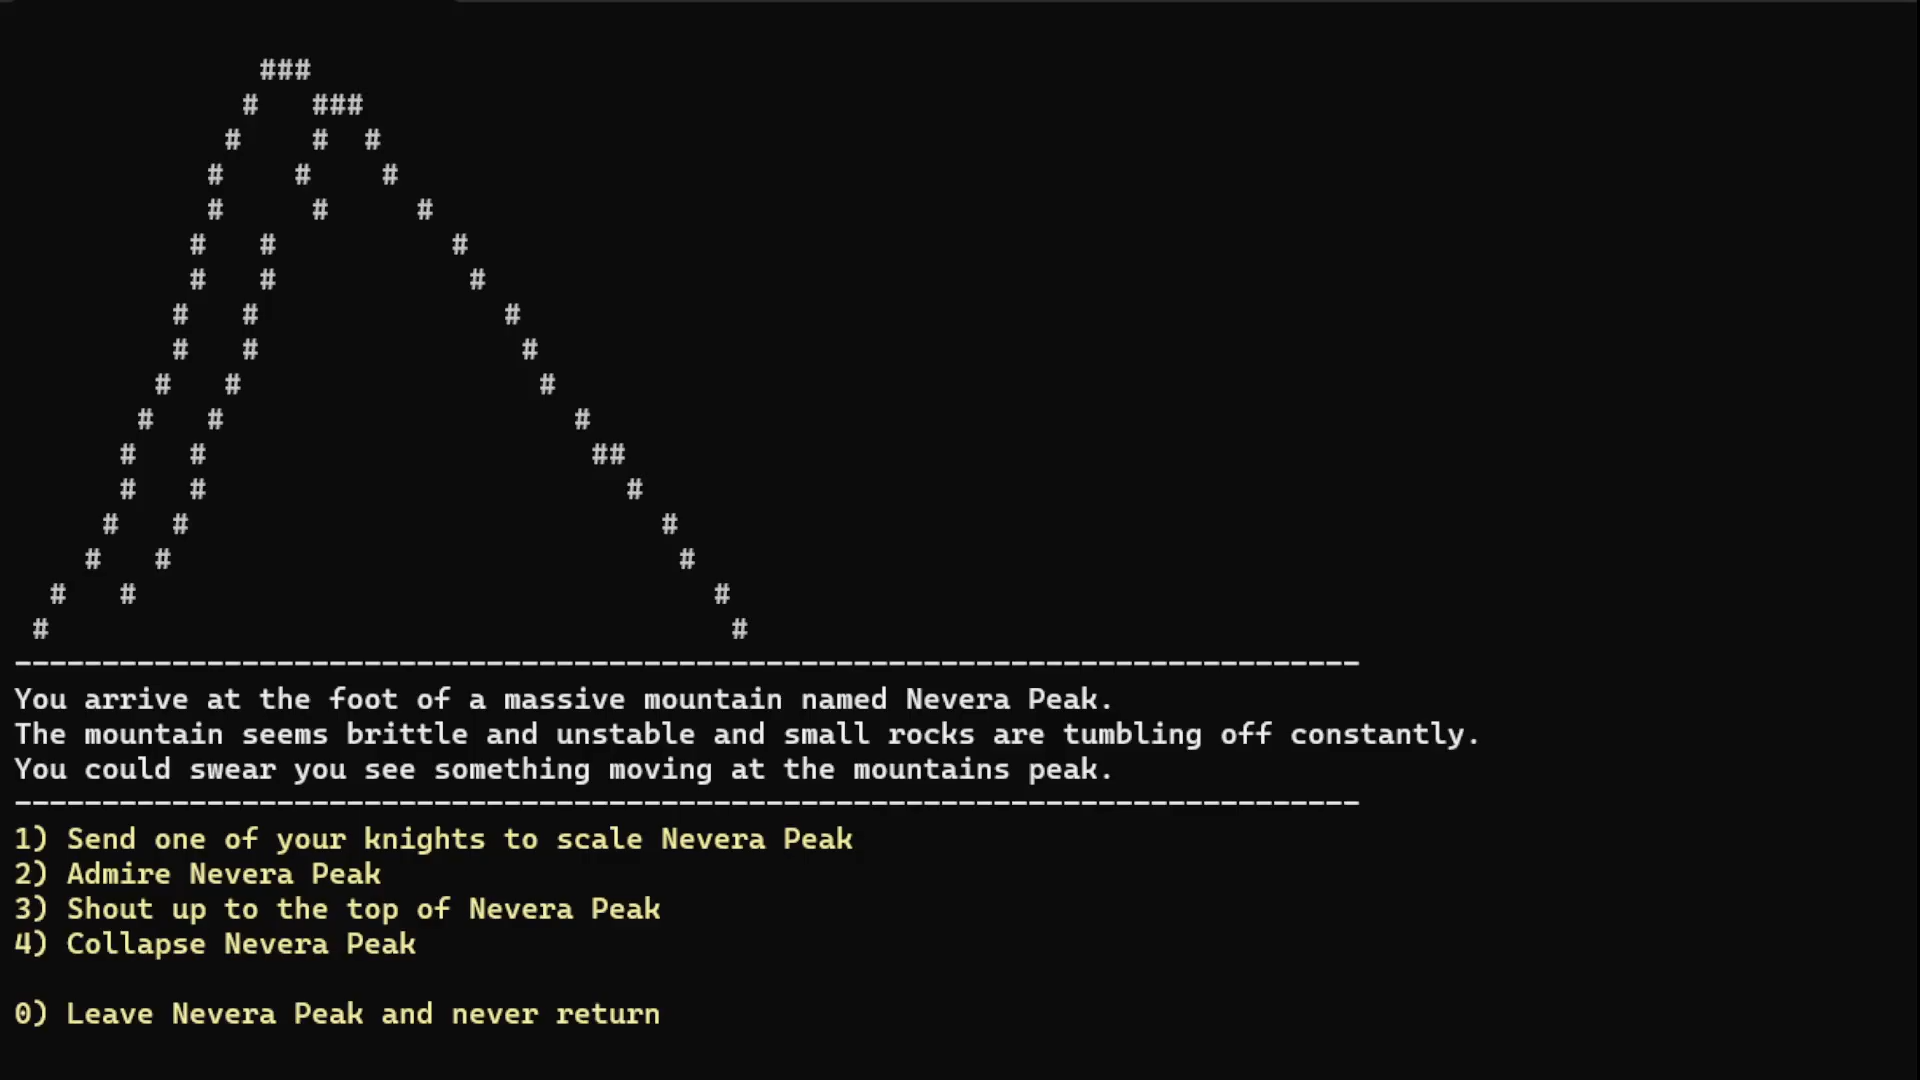 You arrive at the foot of a massive mountain named Nevera Peak.
The mountain seems brittle and unstable and small rocks are tumbling off constantly.
You could swear you see something moving at the mountains peak.
1) Send one of your knights to scale Nevera Peak
2) Admire Nevera Peak
3) Shout up to the top of Nevera Peak
4) Collapse Nevera Peak
0) Leave Nevera Peak and never return